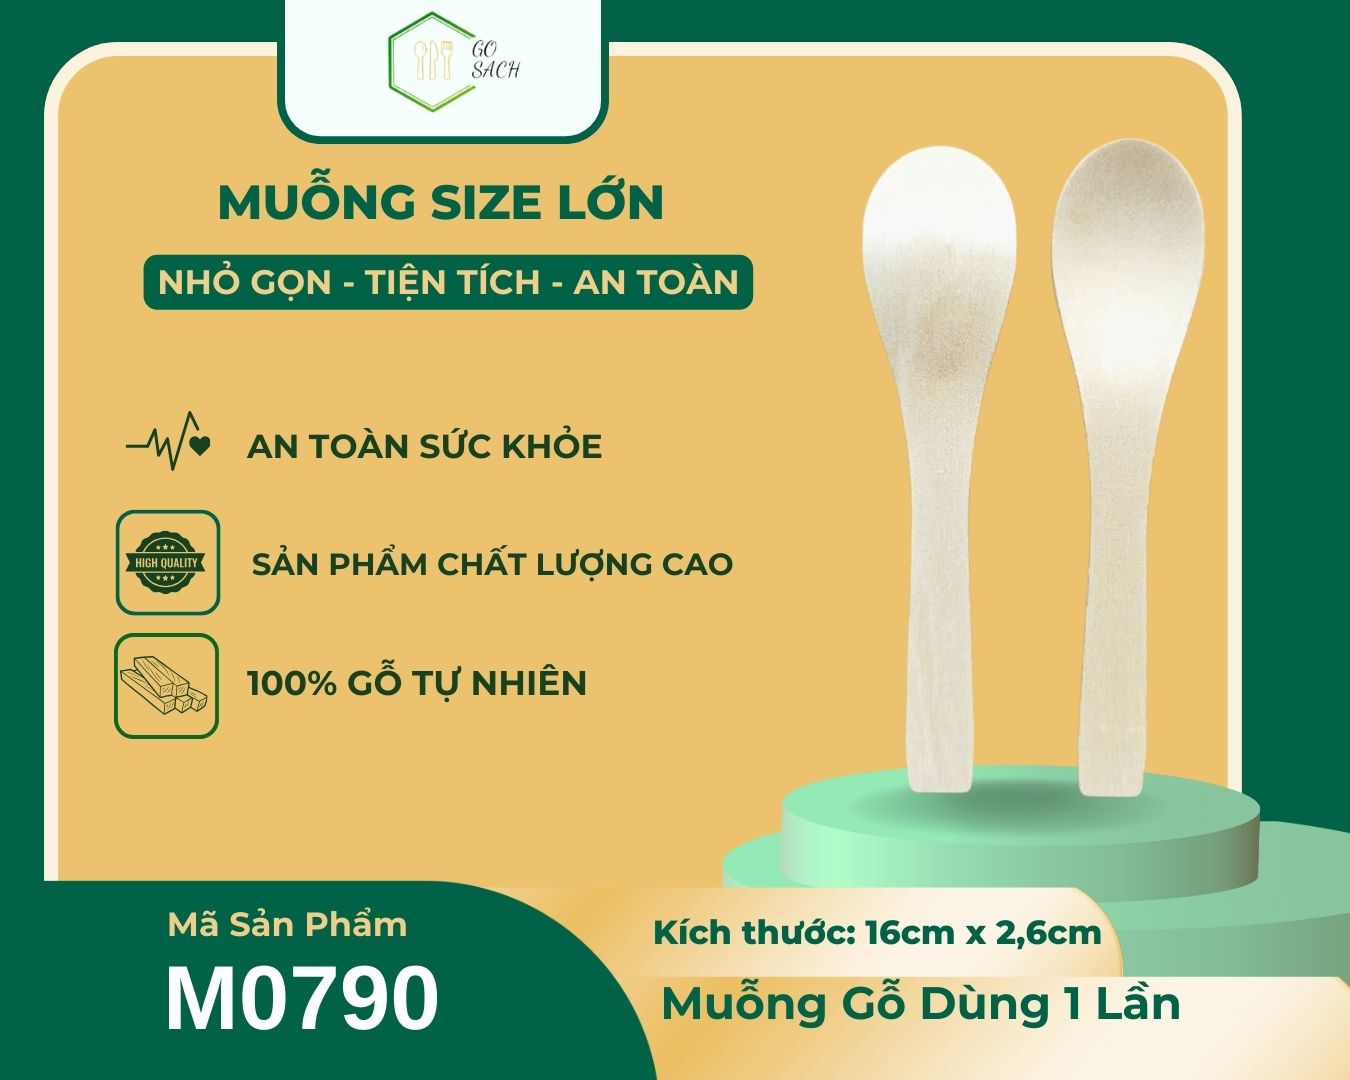 GO
SACH
MUỖNG SIZE LỚN
NHỎ GỌN - TIỆN TÍCH - AN TOÀN
AN TOÀN SỨC KHỎE
HIGH QUALITY
SẢN PHẨM CHẤT LƯỢNG CAO
100% GỖ TỰ NHIÊN
Mã Sản Phẩm
M0790
Kích thước: 16cm x 2,6cm
Muỗng Gỗ Dùng 1 Lần